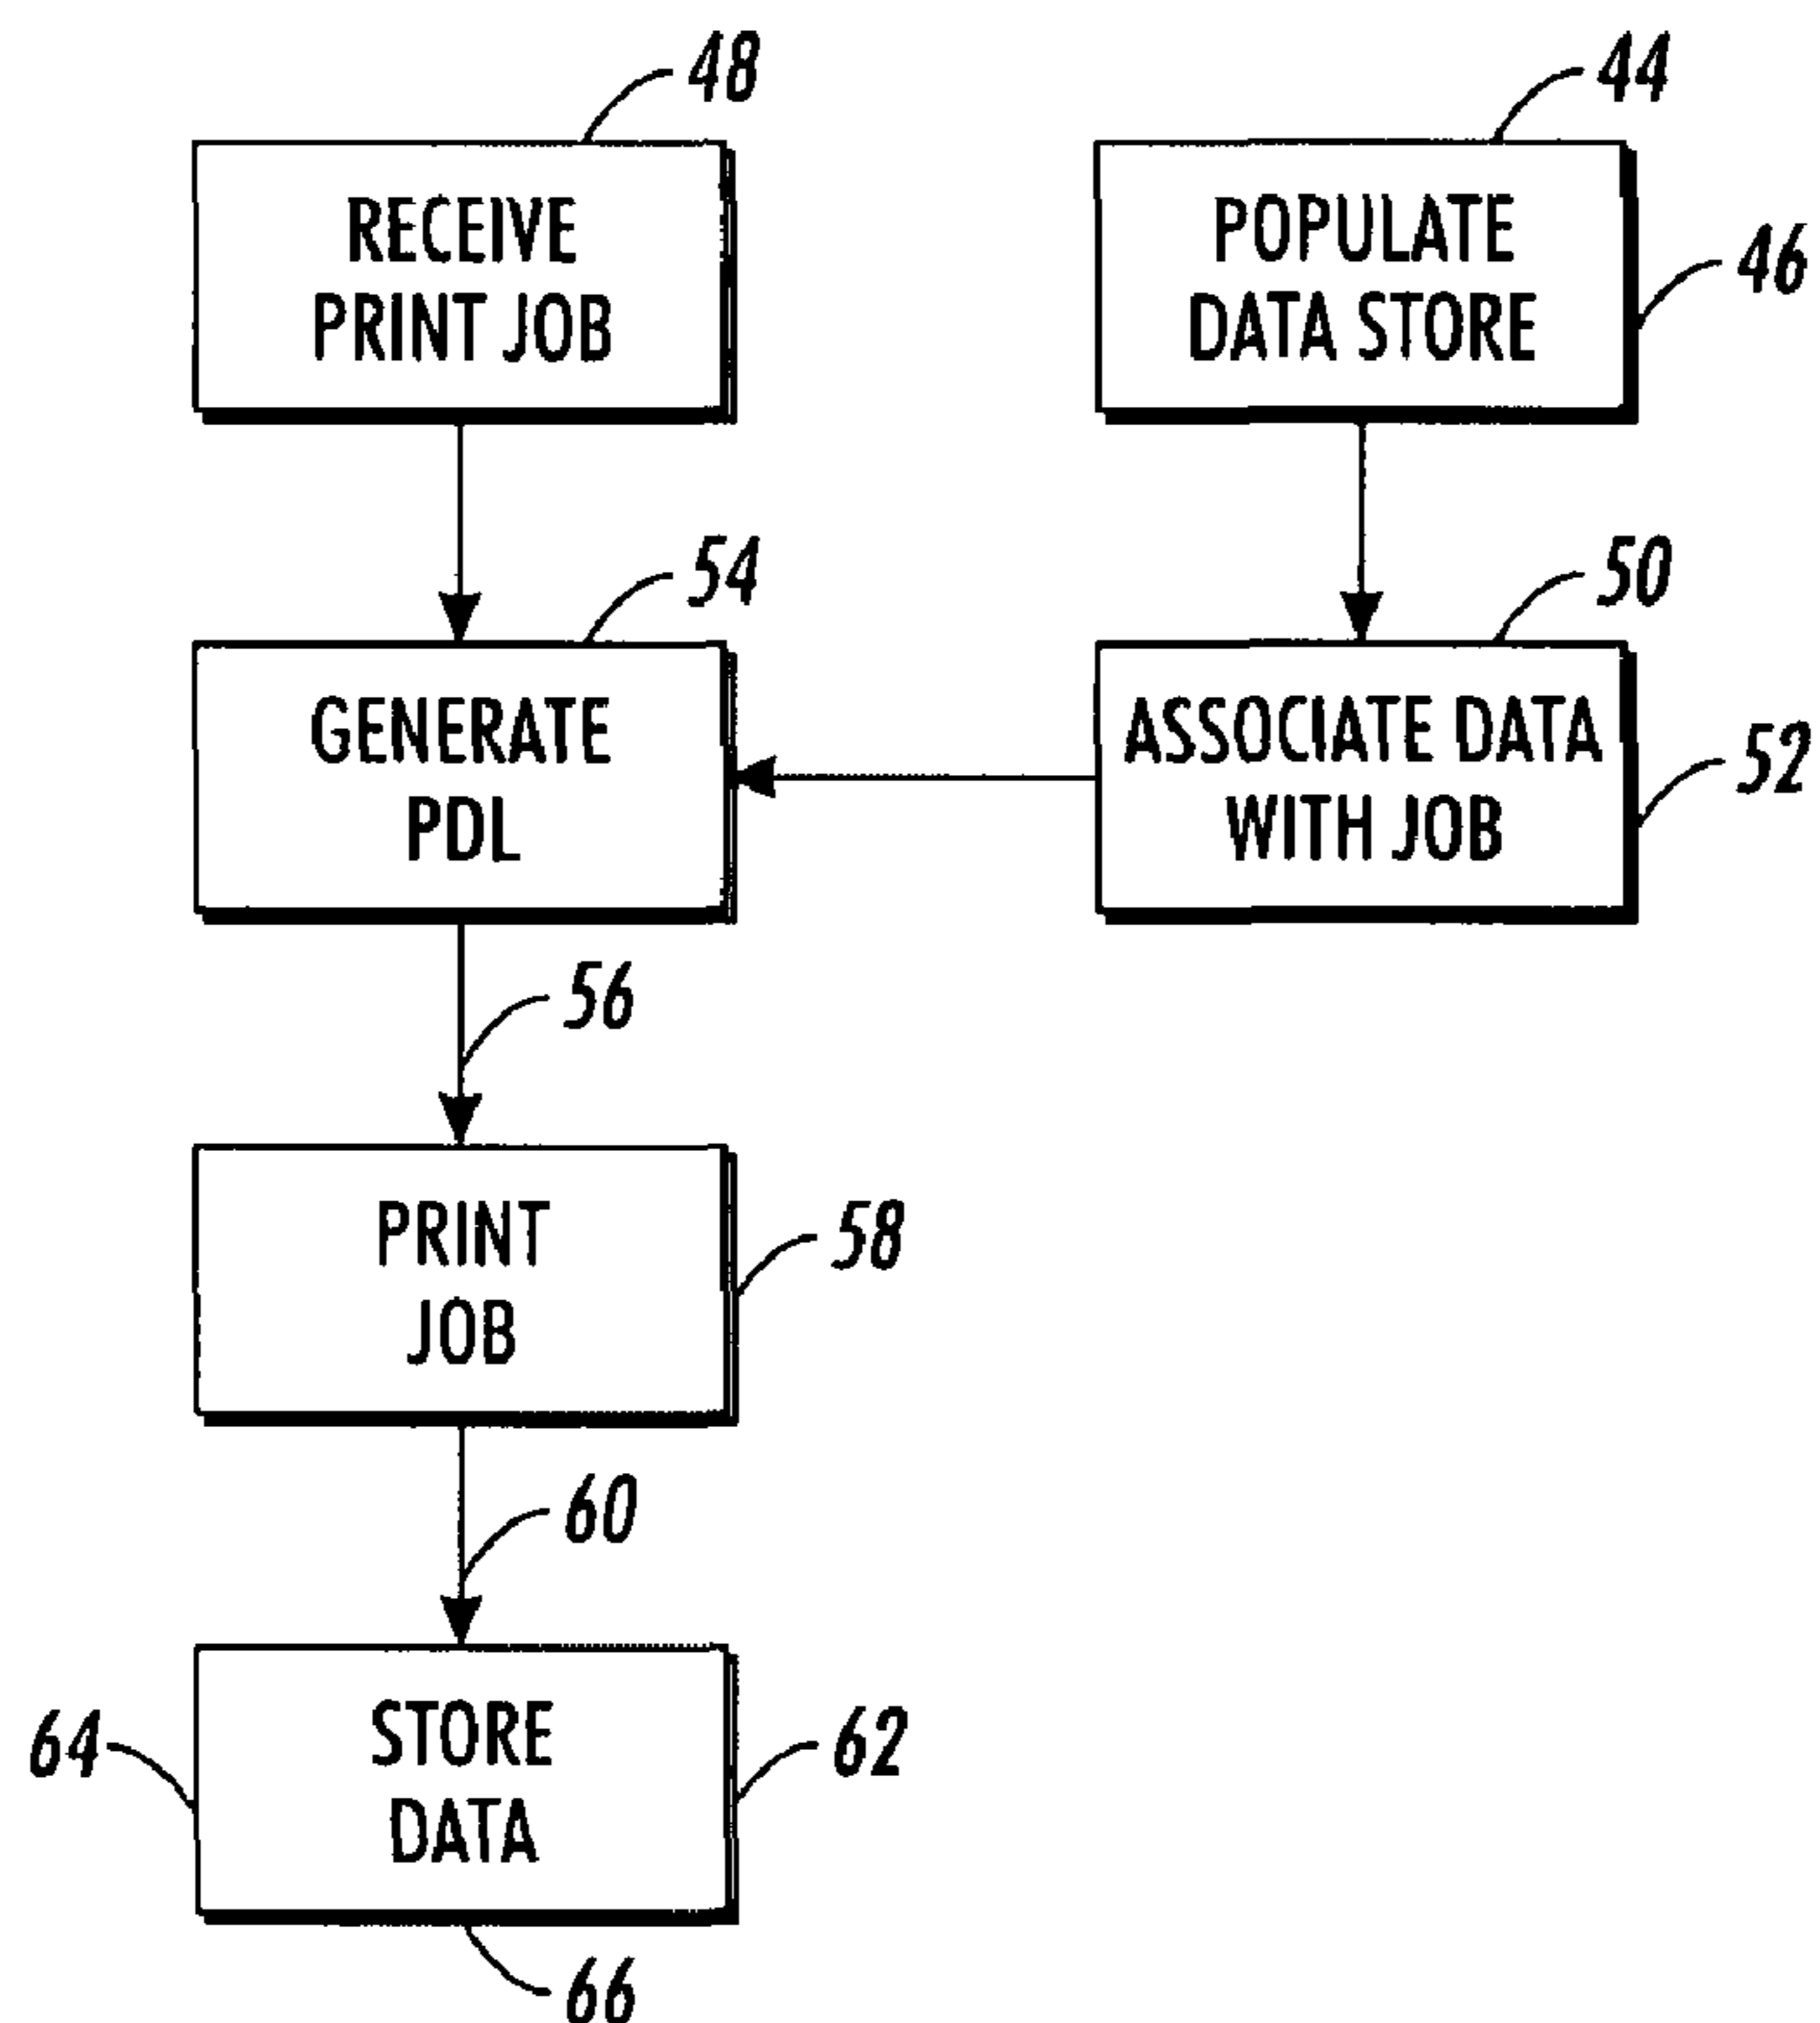 48
44
RECEIVE
PRINT JOB
POPULATE
DATA STORE
46
54
50
GENERATE
PDL
ASSOCIATE DATA
WITH JOB
52
56
PRINT
JOB
58
60
64
STORE
DATA
62
66